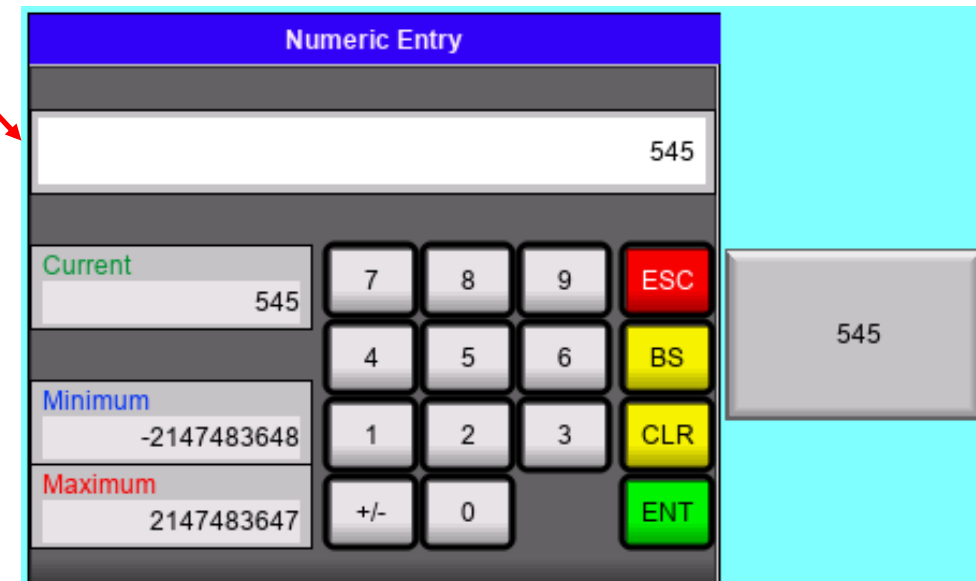 Numeric Entry
545
Current
545
7 8 9 ESC
545
4 5 6 BS
Minimum
-2147483648
1 2 3 CLR
Maximum
2147483647
+/- 0 ENT